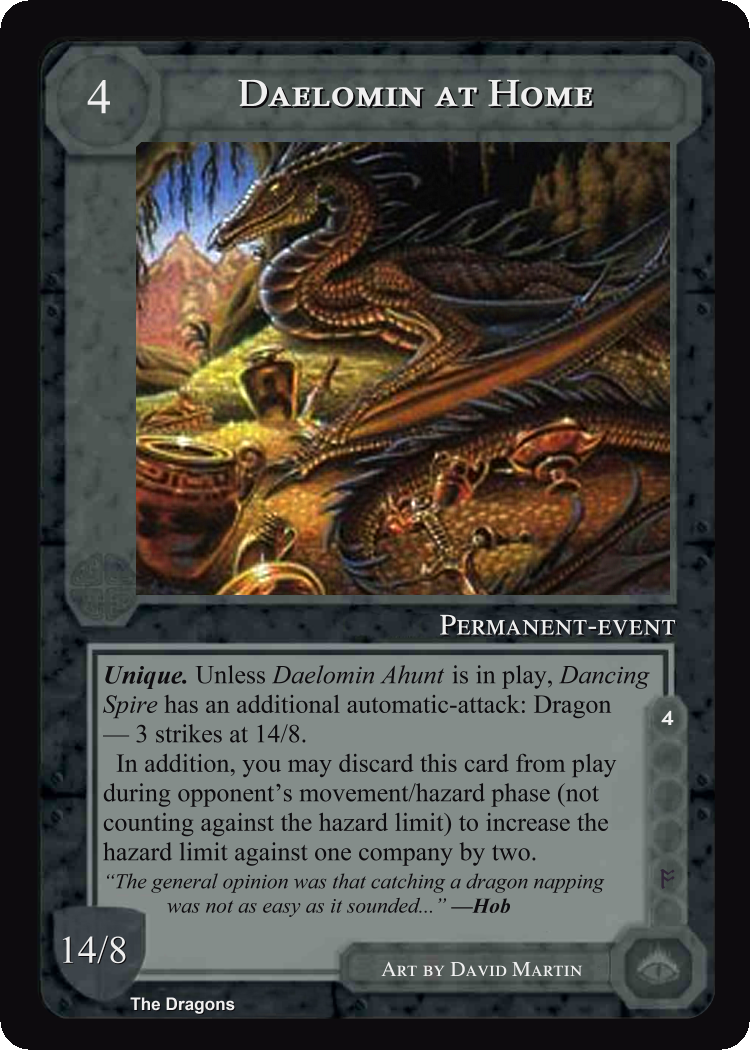 4
Daelomin at Home
Permanent-event
Unique. Unless Daelomin Ahunt is in play, Dancing
Spire has an additional automatic-attack: Dragon
— 3 strikes at 14/8.
In addition, you may discard this card from play
during opponent’s movement/hazard phase (not
counting against the hazard limit) to increase the
hazard limit against one company by two.
“The general opinion was that catching a dragon napping
was not as easy as it sounded...” —Hob
4
14/8
Art by David Martin
The Dragons